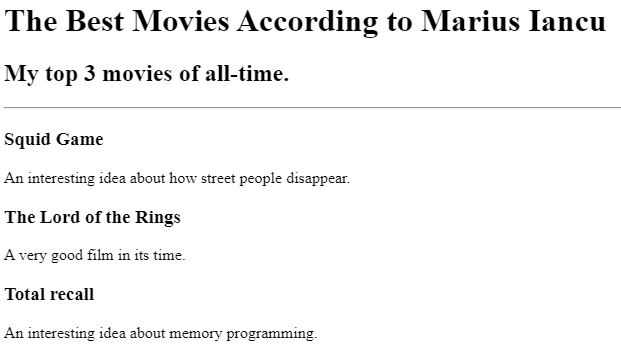 The Best Movies According to Marius Iancu
My top 3 movies of all-time.
Squid Game
An interesting idea about how street people disappear.
The Lord of the Rings
A very good film in its time.
Total recall
An interesting idea about memory programming.